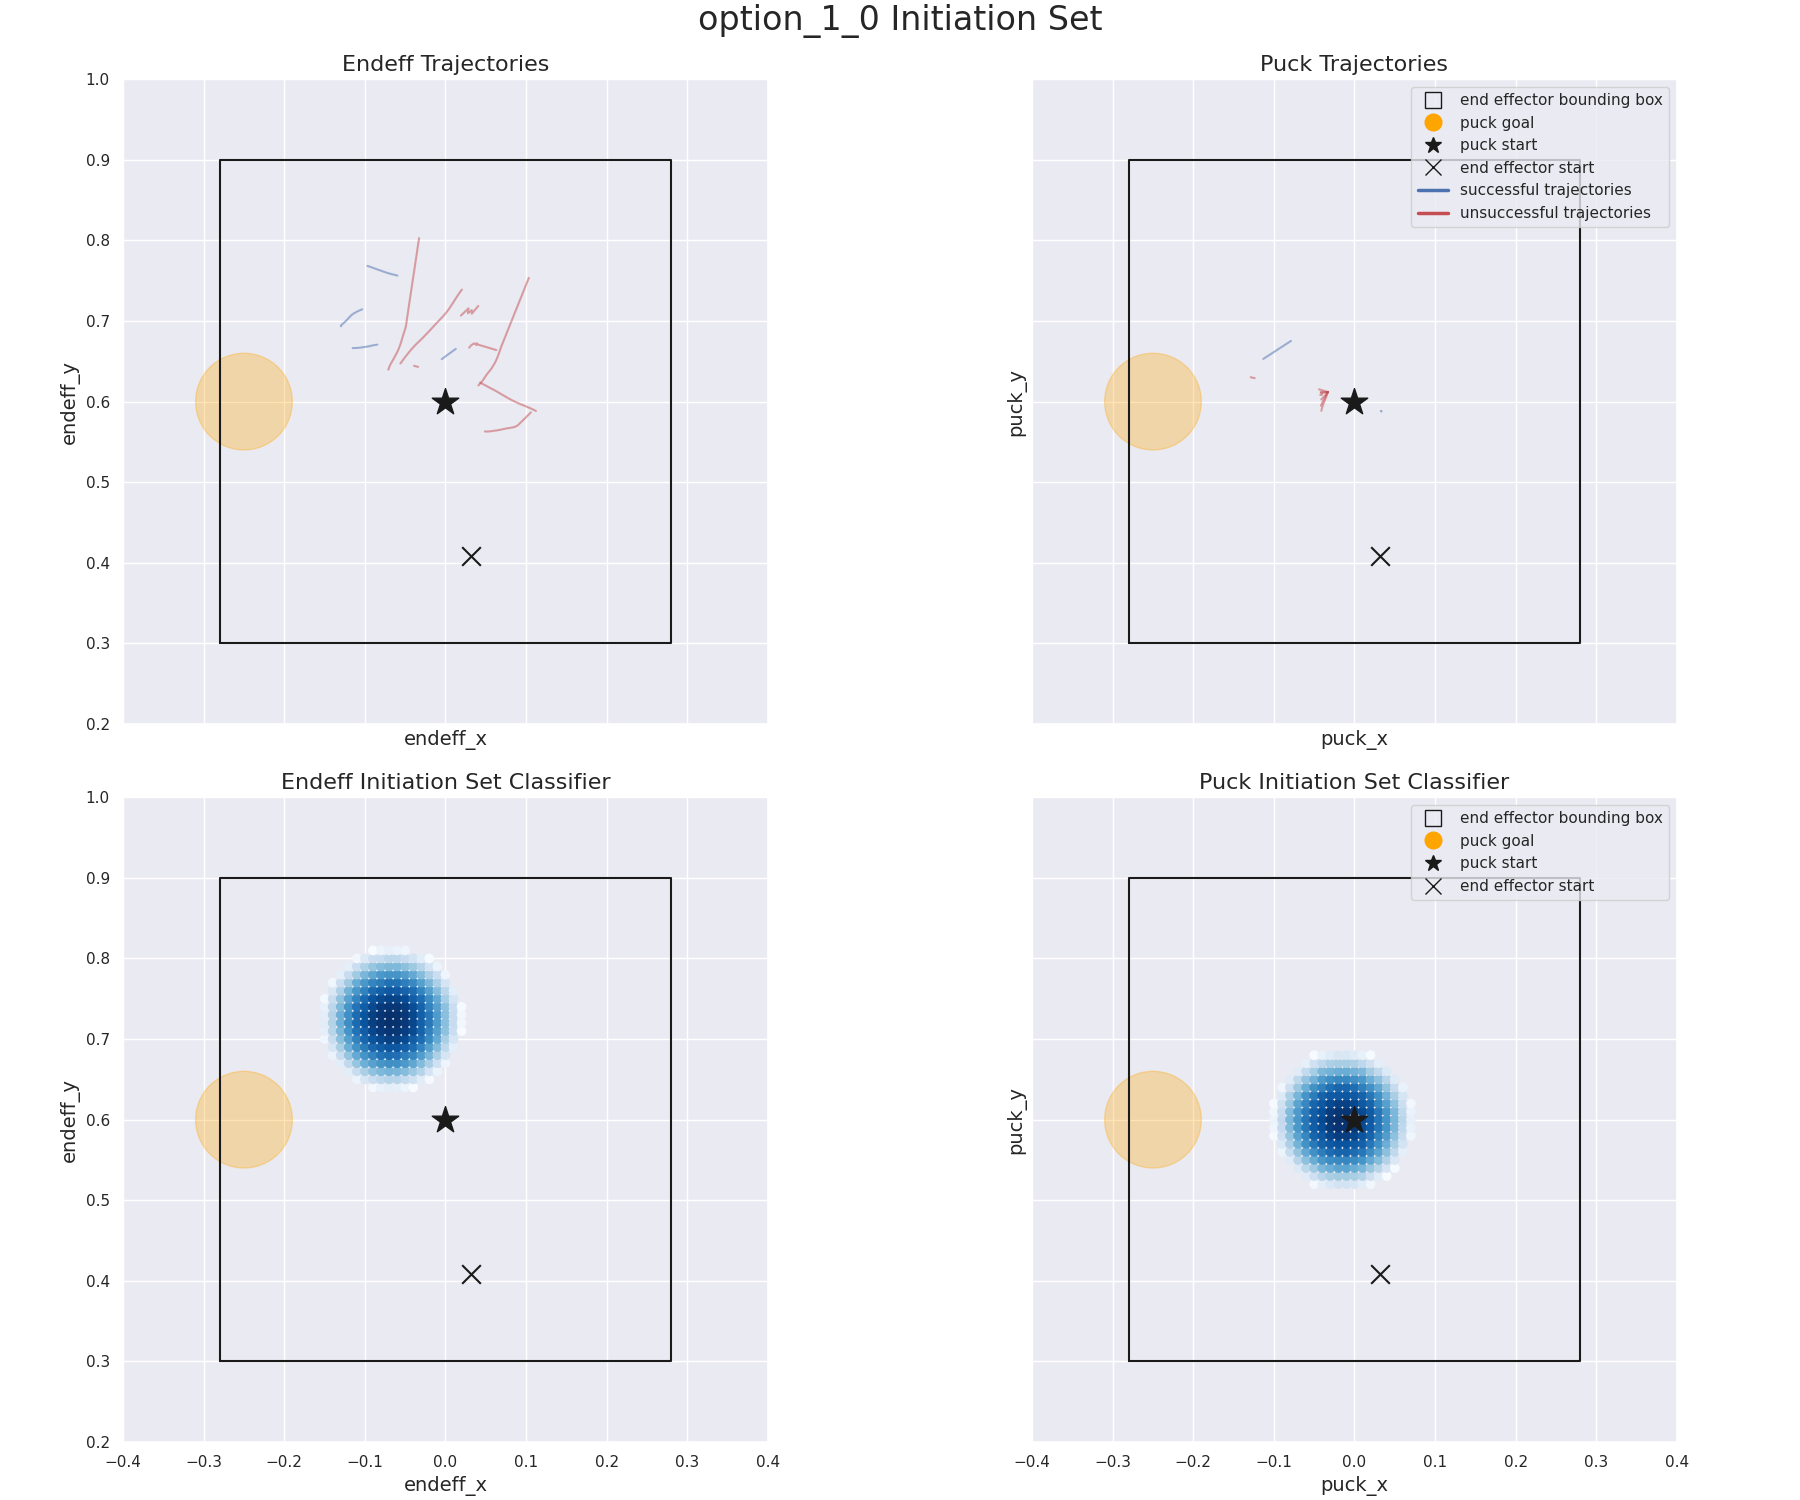 option_1_0 Initiation Set
Endeff Trajectories
1.0
0.9
0.8
0.7
0.6
0.5
0.4
0.3
0.2
endeff_y
endeff_x
Puck Trajectories
end effector bounding box
puck goal
puck start
end effector start
successful trajectories
unsuccessful trajectories
puck_y
puck_x
Endeff Initiation Set Classifier
1.0
0.9
0.8
0.7
0.6
0.5
0.4
0.3
0.2
endeff_y
−0.4 −0.3 −0.2 −0.1 0.0 0.1 0.2 0.3 0.4
endeff_x
Puck Initiation Set Classifier
end effector bounding box
puck goal
puck start
end effector start
puck_y
−0.4 −0.3 −0.2 −0.1 0.0 0.1 0.2 0.3 0.4
puck_x